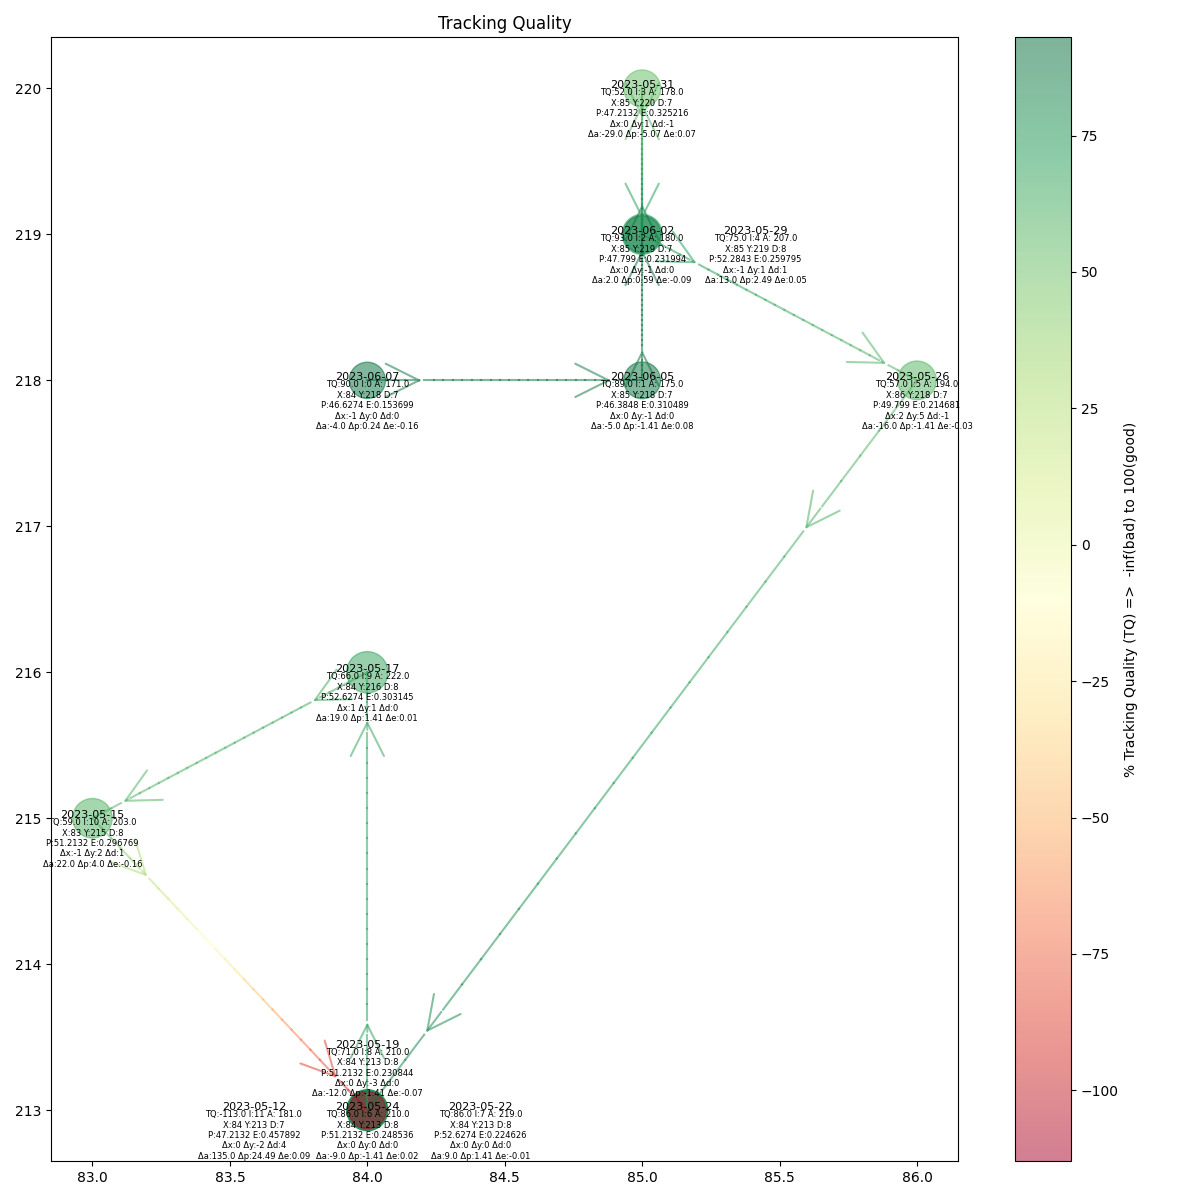 Tracking Quality
220
219
218
217
216
215
214
213
83.0
83.5
84.0
84.5
85.0
85.5
86.0
2023-05-31
TQ:52.0 I:3 A: 178.0
X:85 Y:220 D:7
P:47.2132 E:0.325216
Δx:0 Δy:1 Δd:-1
Δa:-29.0 Δp:-5.07 Δe:0.07
2023-06-02
TQ:93.0 I:2 A: 180.0
X:85 Y:219 D:7
P:47.799 E:0.231994
Δx:0 Δy:-1 Δd:0
Δa:2.0 Δp:0.59 Δe:-0.09
2023-05-29
TQ:75.0 I:4 A: 207.0
X:85 Y:219 D:8
P:52.2843 E:0.259795
Δx:-1 Δy:1 Δd:1
Δa:13.0 Δp:2.49 Δe:0.05
2023-06-07
TQ:90.0 I:0 A: 171.0
X:84 Y:218 D:7
P:46.6274 E:0.153699
Δx:-1 Δy:0 Δd:0
Δa:-4.0 Δp:0.24 Δe:-0.16
2023-06-05
TQ:89.0 I:1 A: 175.0
X:85 Y:218 D:7
P:46.3848 E:0.310489
Δx:0 Δy:-1 Δd:0
Δa:-5.0 Δp:-1.41 Δe:0.08
2023-05-26
TQ:57.0 I:5 A: 194.0
X:86 Y:218 D:7
P:49.799 E:0.214681
Δx:2 Δy:5 Δd:-1
Δa:-16.0 Δp:-1.41 Δe:-0.03
2023-05-17
TQ:66.0 I:9 A: 222.0
X:84 Y:216 D:8
P:52.6274 E:0.303145
Δx:1 Δy:1 Δd:0
Δa:19.0 Δp:1.41 Δe:0.01
2023-05-15
TQ:59.0 I:10 A: 203.0
X:83 Y:215 D:8
P:51.2132 E:0.296769
Δx:-1 Δy:2 Δd:1
Δa:22.0 Δp:4.0 Δe:-0.16
2023-05-19
TQ:71.0 I:8 A: 210.0
X:84 Y:213 D:8
P:51.2132 E:0.230844
Δx:0 Δy:-3 Δd:0
Δa:-12.0 Δp:-1.41 Δe:-0.07
2023-05-12
TQ:-113.0 I:11 A: 181.0
X:84 Y:213 D:7
P:47.2132 E:0.457892
Δx:0 Δy:-2 Δd:4
Δa:135.0 Δp:24.49 Δe:0.09
2023-05-24
TQ:86.0 I:6 A: 210.0
X:84 Y:213 D:8
P:51.2132 E:0.248536
Δx:0 Δy:0 Δd:0
Δa:-9.0 Δp:-1.41 Δe:0.02
2023-05-22
TQ:86.0 I:7 A: 219.0
X:84 Y:213 D:8
P:52.6274 E:0.224626
Δx:0 Δy:0 Δd:0
Δa:9.0 Δp:1.41 Δe:-0.01
75
50
25
0
−25
−50
−75
−100
% Tracking Quality (TQ) => -inf(bad) to 100(good)